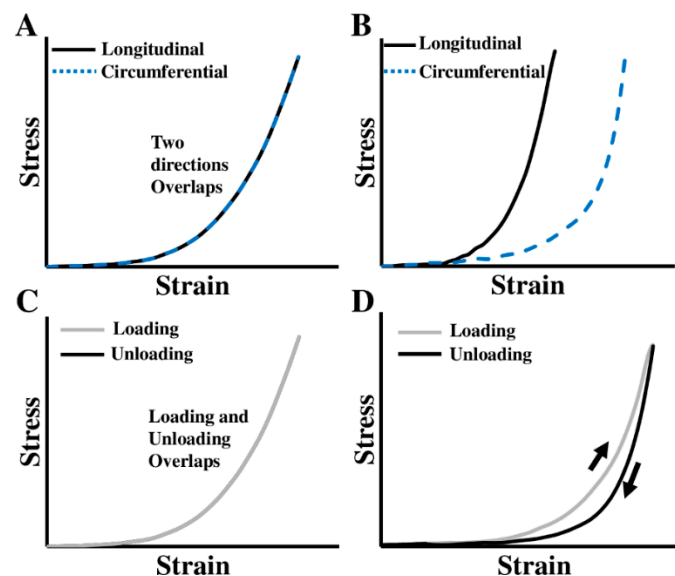 A
Longitudinal
Circumferential
Two
directions
Overlaps
Stress
Strain
B
Longitudinal
Circumferential
Stress
Strain
C
Loading
Unloading
Loading and
Unloading
Overlaps
Stress
Strain
D
Loading
Unloading
Stress
Strain